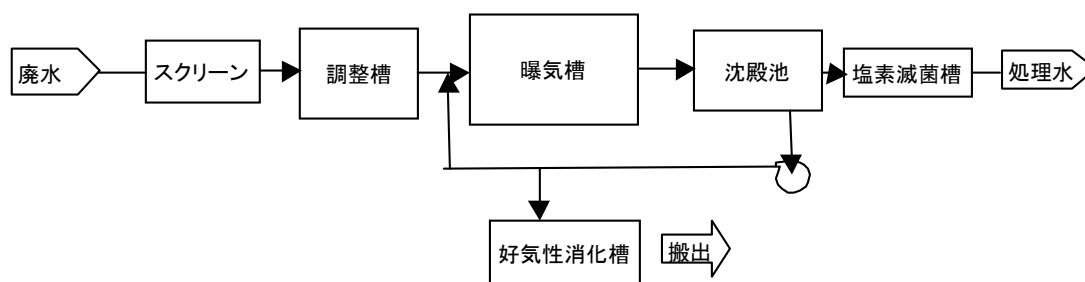 廃水
スクリーン
調整槽
曝気槽
沈殿池
塩素滅菌槽
処理水
好気性消化槽
搬出